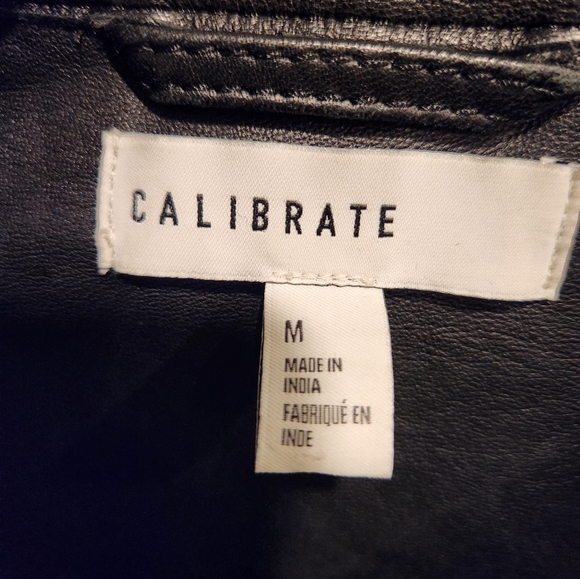 CALIBRATE
M
MADE IN
INDIA
FABRIQUÉ EN
INDE